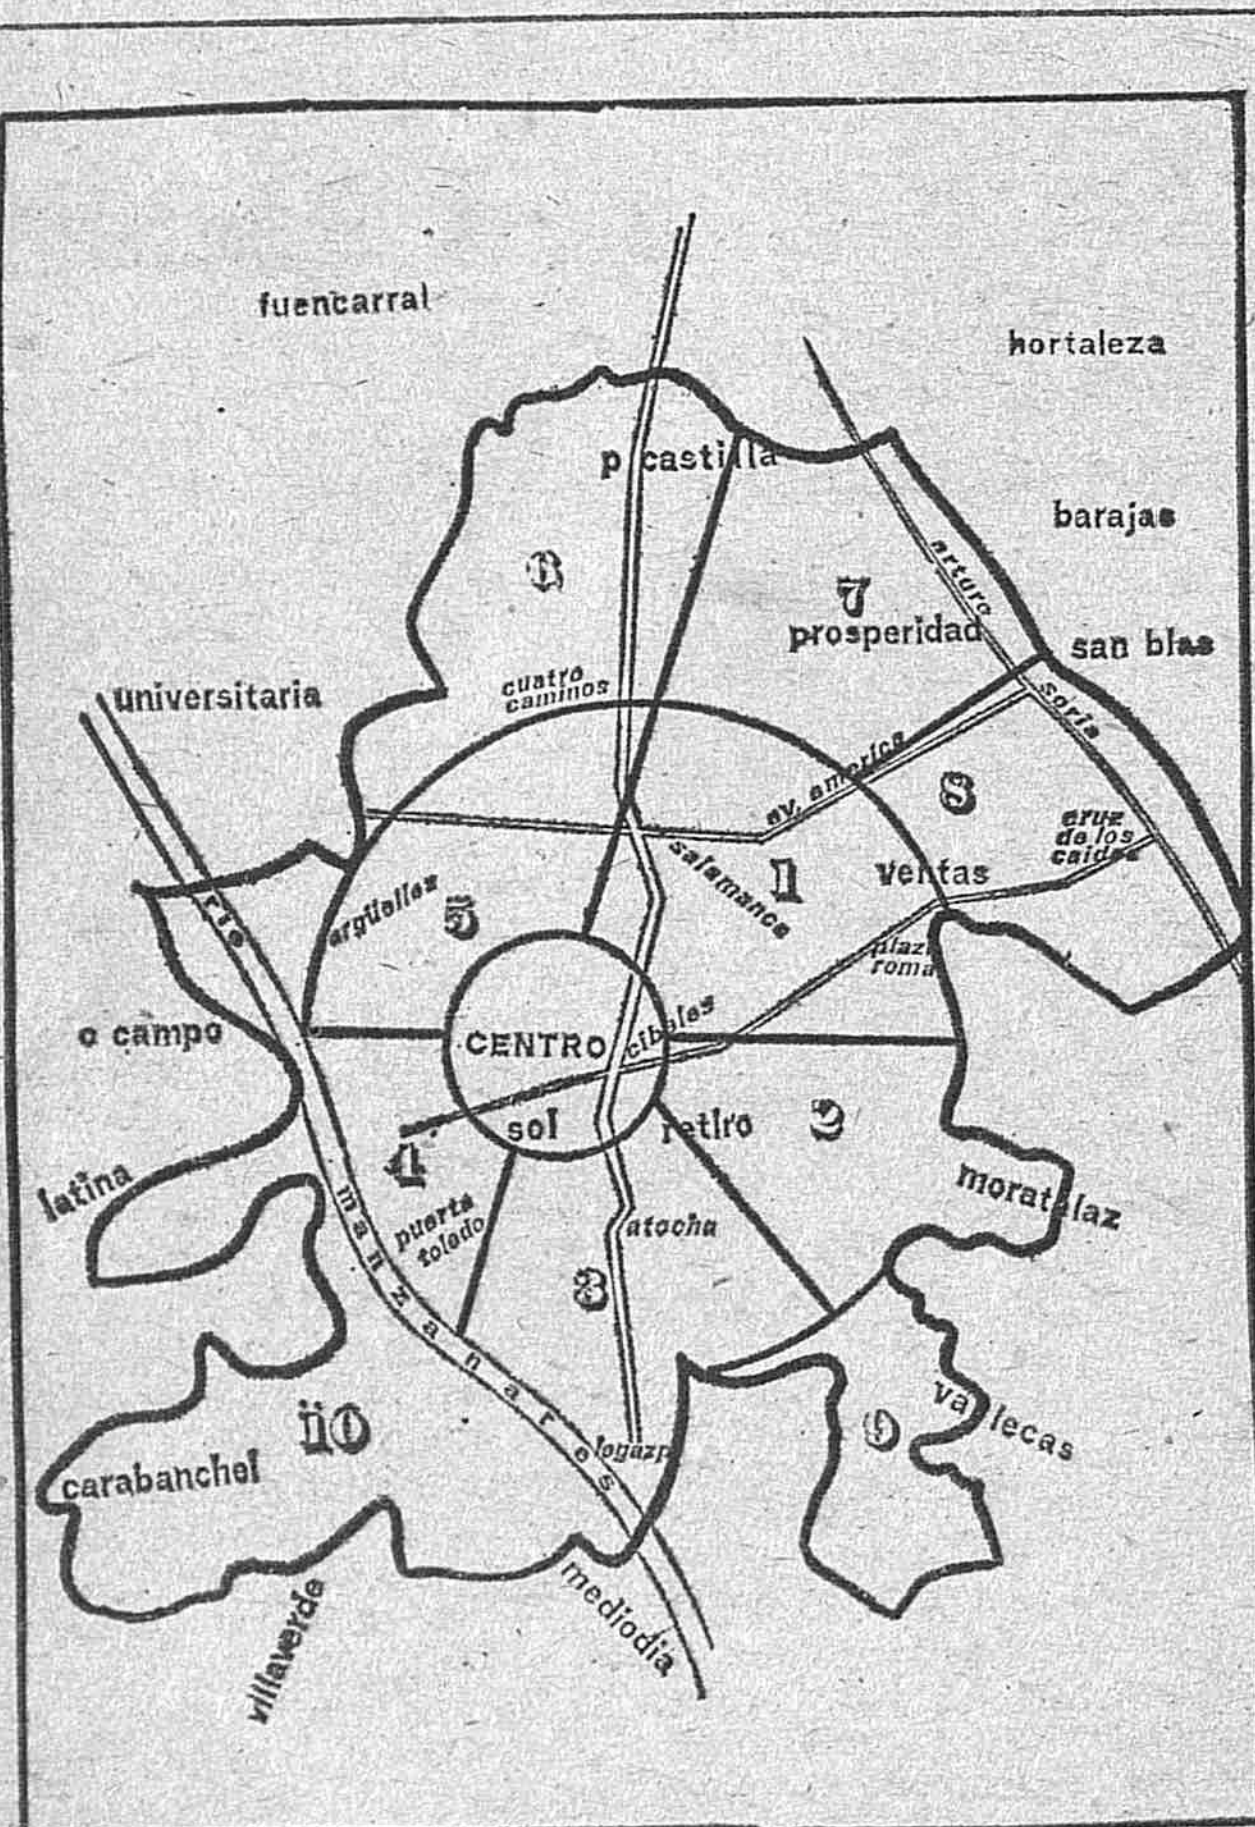 fuencarral
hortaleza
p castilla
barajas
arturo
6
7
prosperidad
san blas
cuatro
caminos
universitaria
soria
av. america
8
cruz
de los
caidos
salamanca
1
ventas
argüelles
5
rio
plaza
roma
o campo
CENTRO
cibeles
sol
retiro
2
4
latina
moratalaz
puerta
toledo
manzanares
atocha
3
vallecas
9
10
carabanchel
legazpi
mediodia
villaverde